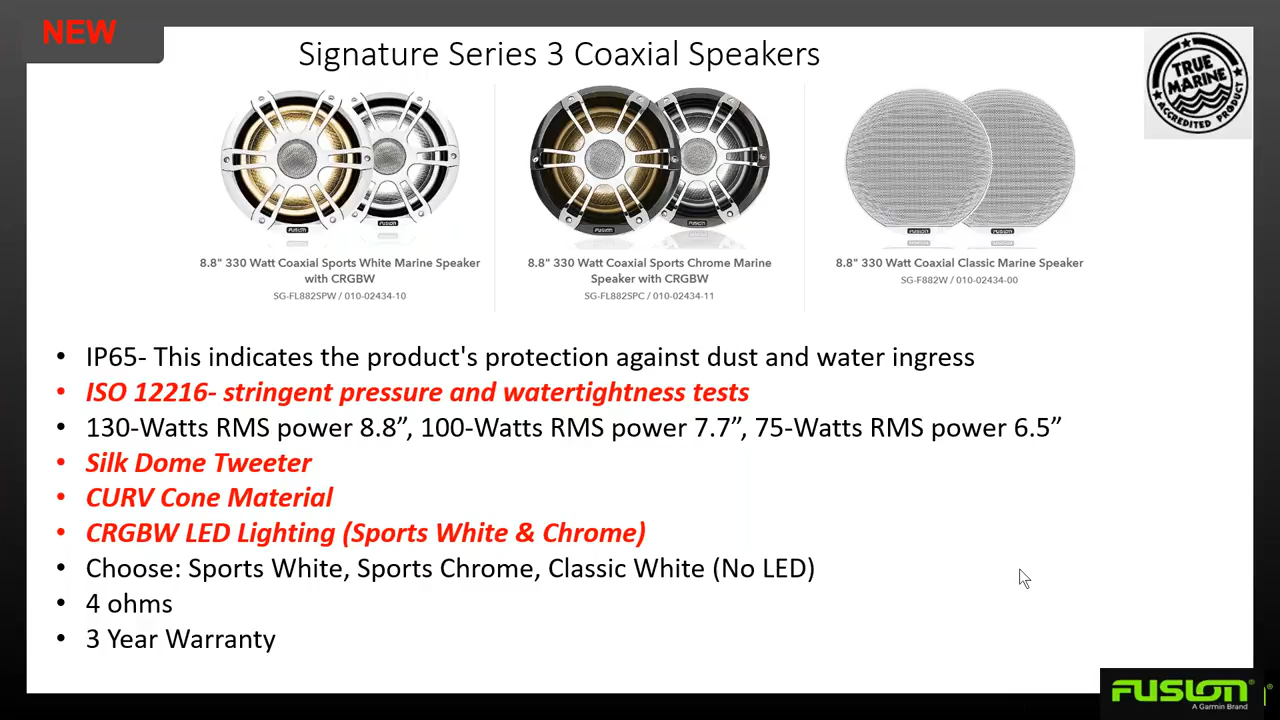 NEW
Signature Series 3 Coaxial Speakers
TRUE
MARINE
ACCREDITED PRODUCT
FUSION
FUSION
FUSION
FUSION
FUSION
FUSION
8.8" 330 Watt Coaxial Sports White Marine Speaker
with CRGBW
SG-FL882SPW / 010-02434-10
8.8" 330 Watt Coaxial Sports Chrome Marine
Speaker with CRGBW
SG-FL882SPC / 010-02434-11
8.8" 330 Watt Coaxial Classic Marine Speaker
SG-F882W / 010-02434-00
• IP65- This indicates the product's protection against dust and water ingress
• ISO 12216- stringent pressure and watertightness tests
• 130-Watts RMS power 8.8”, 100-Watts RMS power 7.7”, 75-Watts RMS power 6.5”
• Silk Dome Tweeter
• CURV Cone Material
• CRGBW LED Lighting (Sports White & Chrome)
• Choose: Sports White, Sports Chrome, Classic White (No LED)
• 4 ohms
• 3 Year Warranty
FUSION®
A Garmin Brand